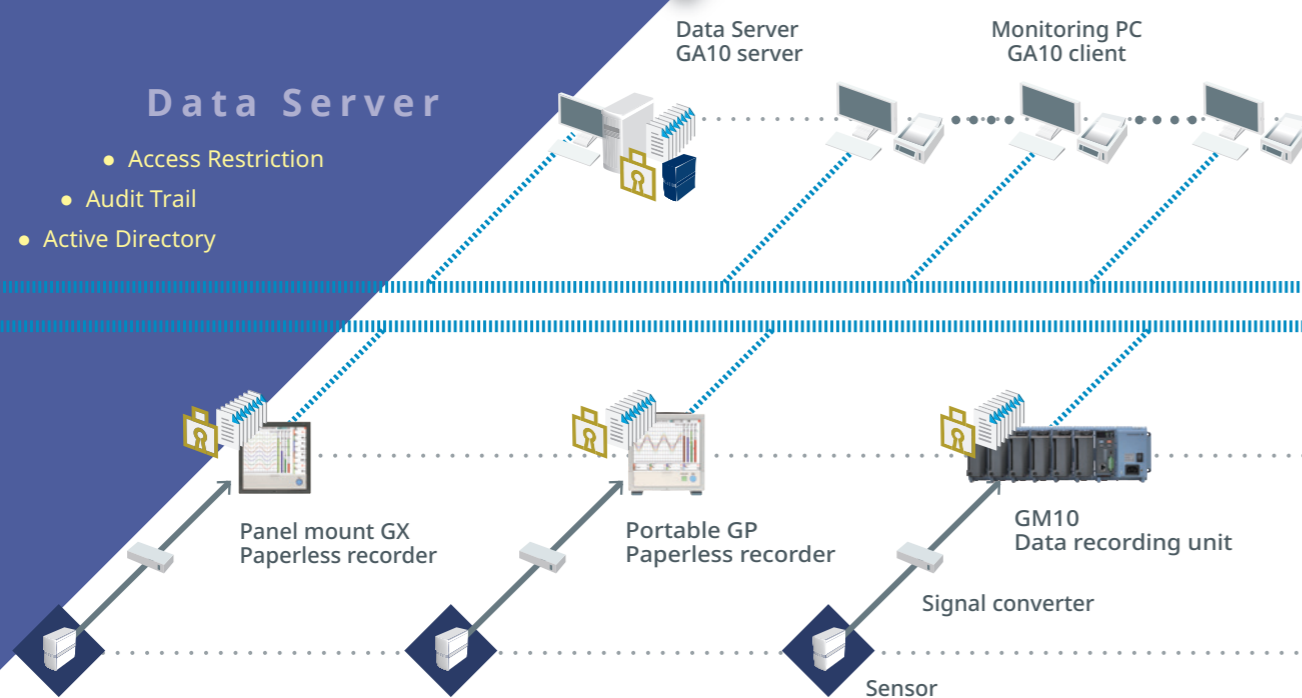 Data Server
GA10 server
Monitoring PC
GA10 client
Data Server
● Access Restriction
● Audit Trail
● Active Directory
Panel mount GX
Paperless recorder
Portable GP
Paperless recorder
GM10
Data recording unit
Signal converter
Sensor